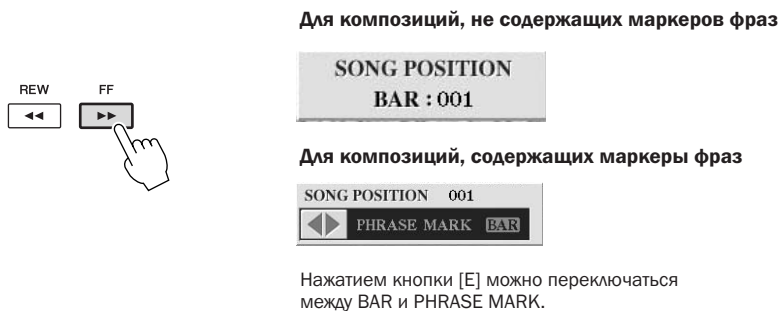 Для композиций, не содержащих маркеров фраз
SONG POSITION
BAR : 001
REW FF
Для композиций, содержащих маркеры фраз
SONG POSITION 001
PHRASE MARK BAR
Нажатием кнопки [E] можно переключаться
между BAR и PHRASE MARK.